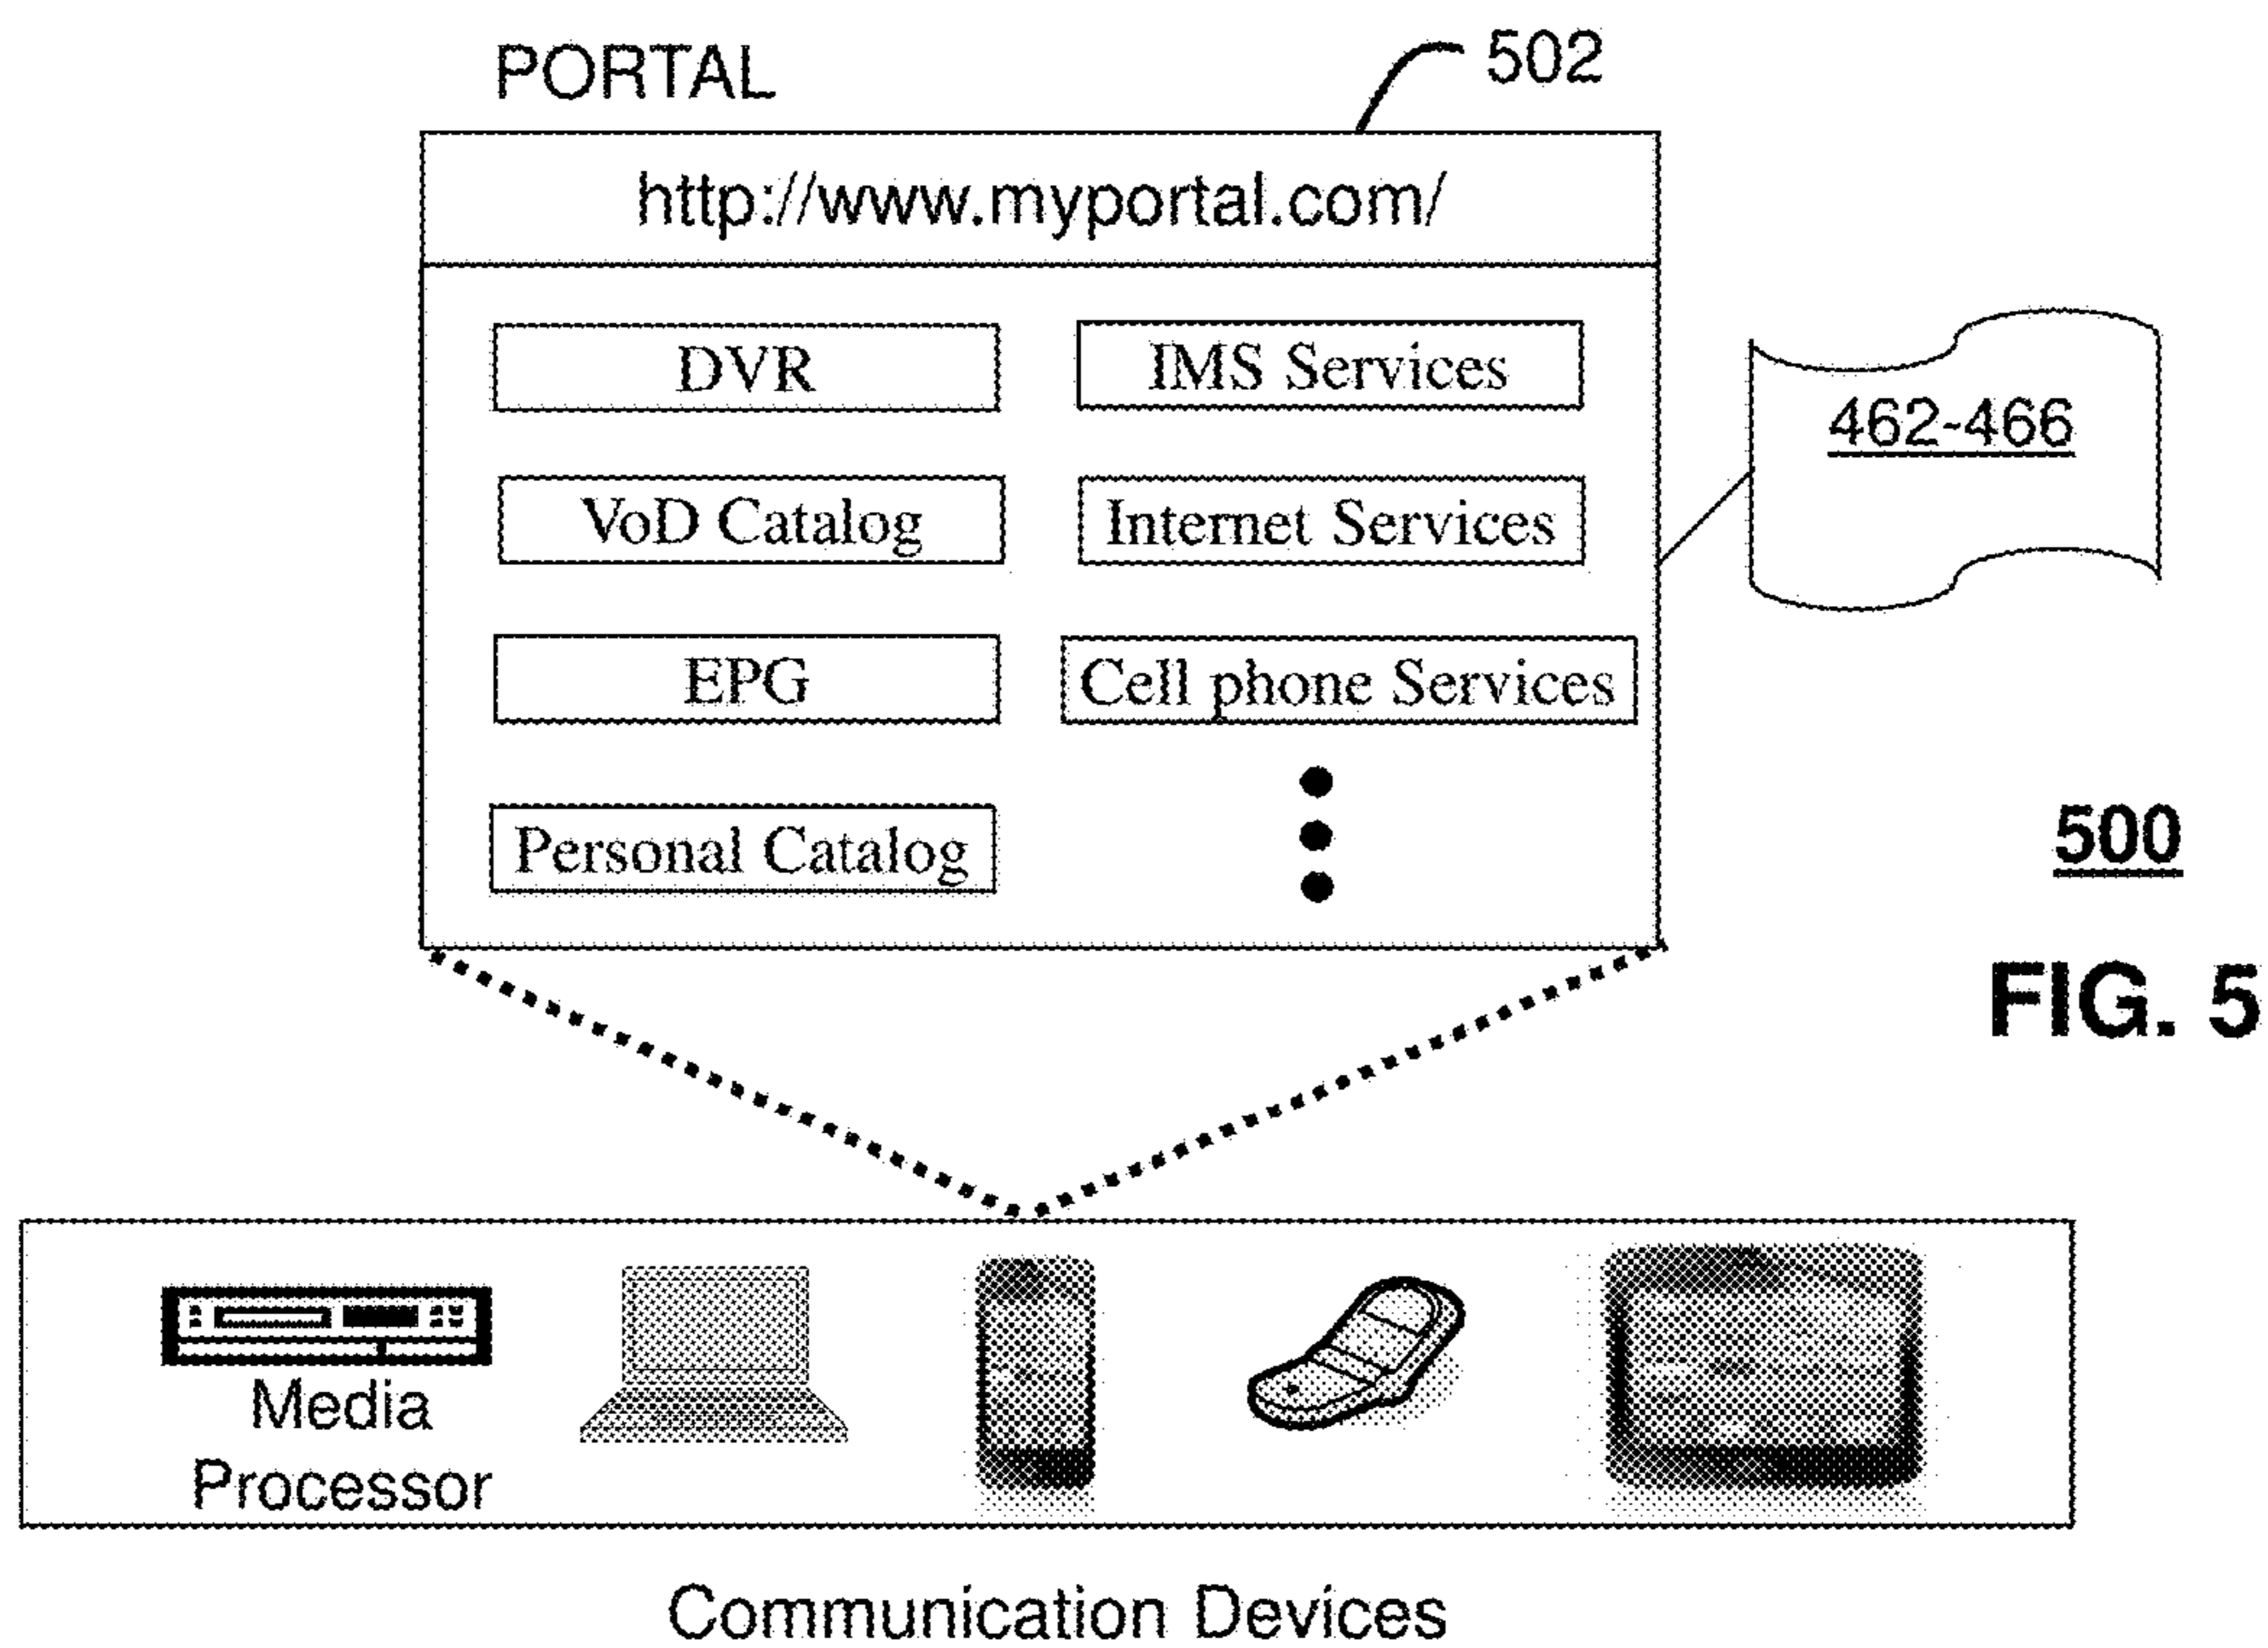 PORTAL
502
http://www.myportal.com/
DVR
IMS Services
VoD Catalog
Internet Services
EPG
Cell phone Services
Personal Catalog
462-466
500
FIG. 5
Media
Processor
Communication Devices